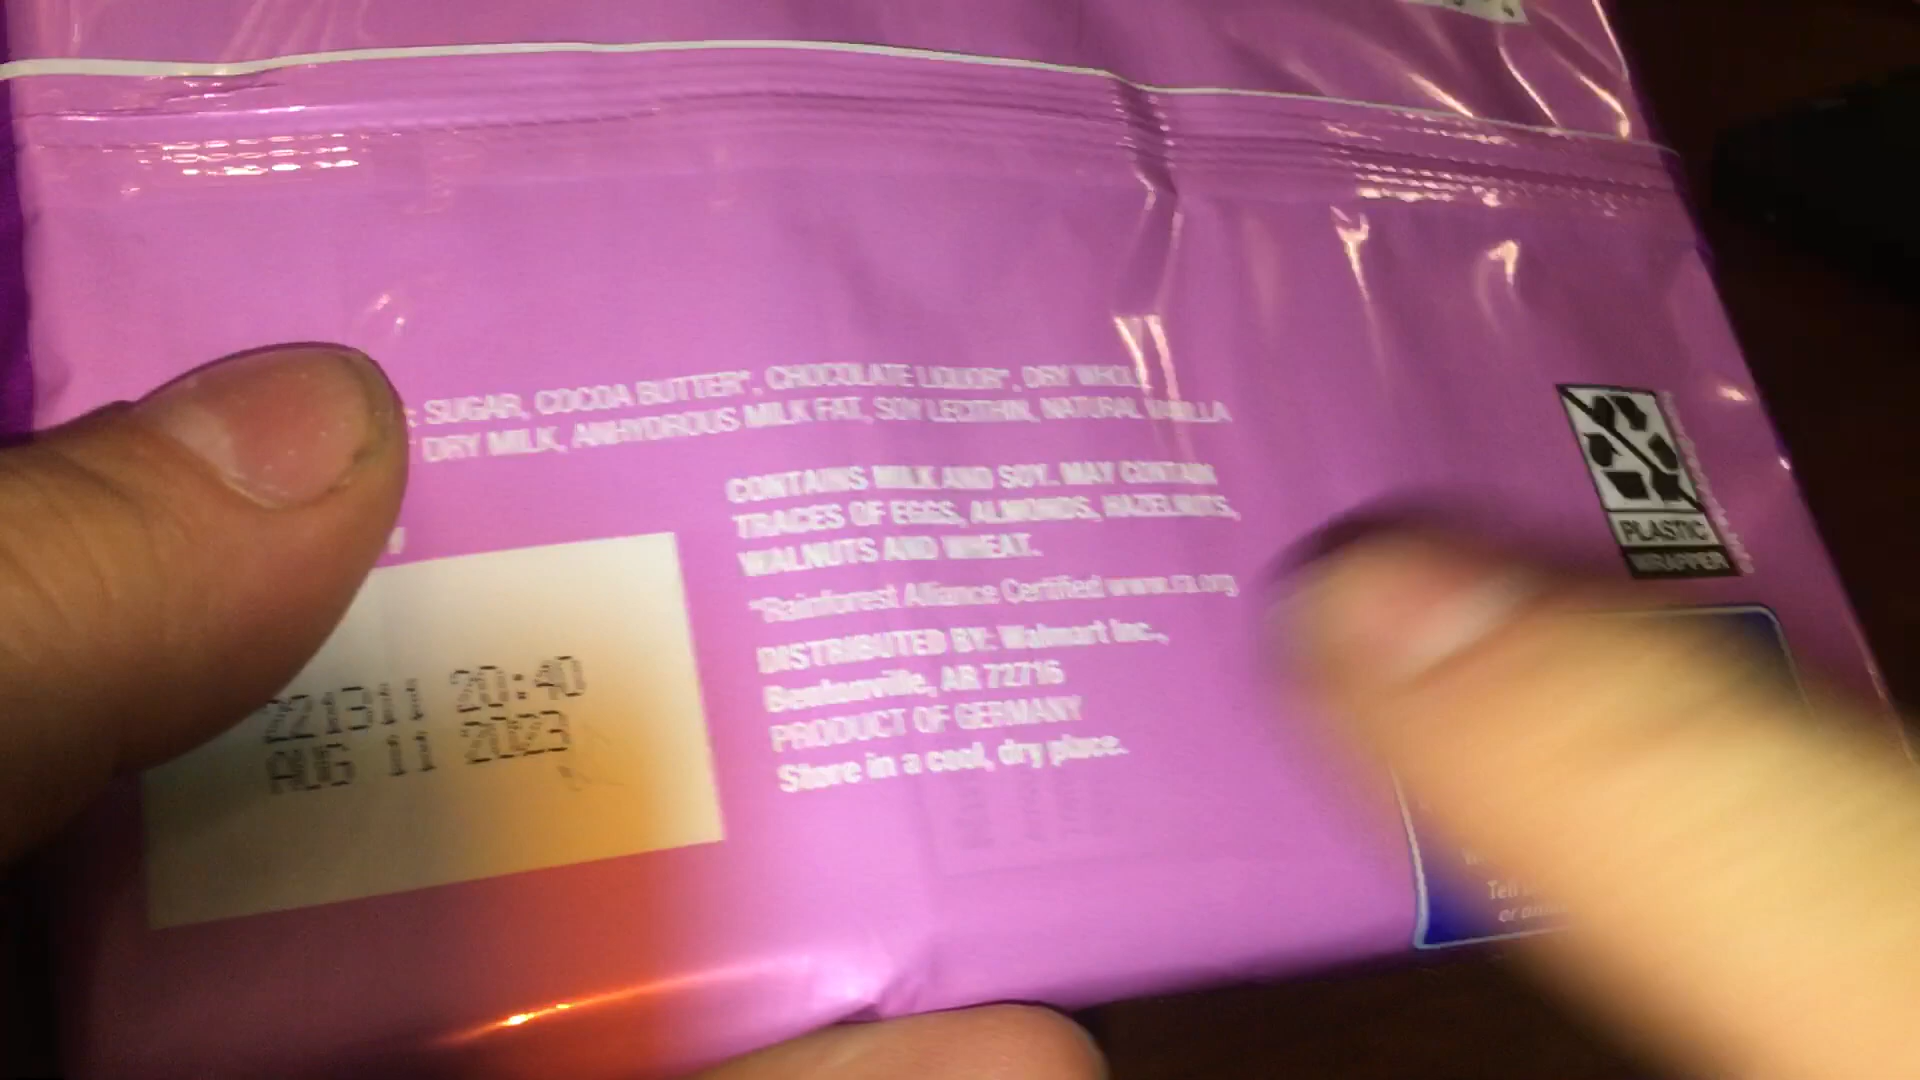 SUGAR, COCOA BUTTER*, CHOCOLATE LIQUOR*, DRY WHOLE
DRY MILK, ANHYDROUS MILK FAT, SOY LECITHIN, NATURAL VANILLA
CONTAINS MILK AND SOY. MAY CONTAIN
TRACES OF EGGS, ALMONDS, HAZELNUTS,
WALNUTS AND WHEAT.
*Rainforest Alliance Certified www.ra.org
DISTRIBUTED BY: Walmart Inc.,
Bentonville, AR 72716
PRODUCT OF GERMANY
Store in a cool, dry place.
20:40
11 2023
PLASTIC
WRAPPER
Tell
or